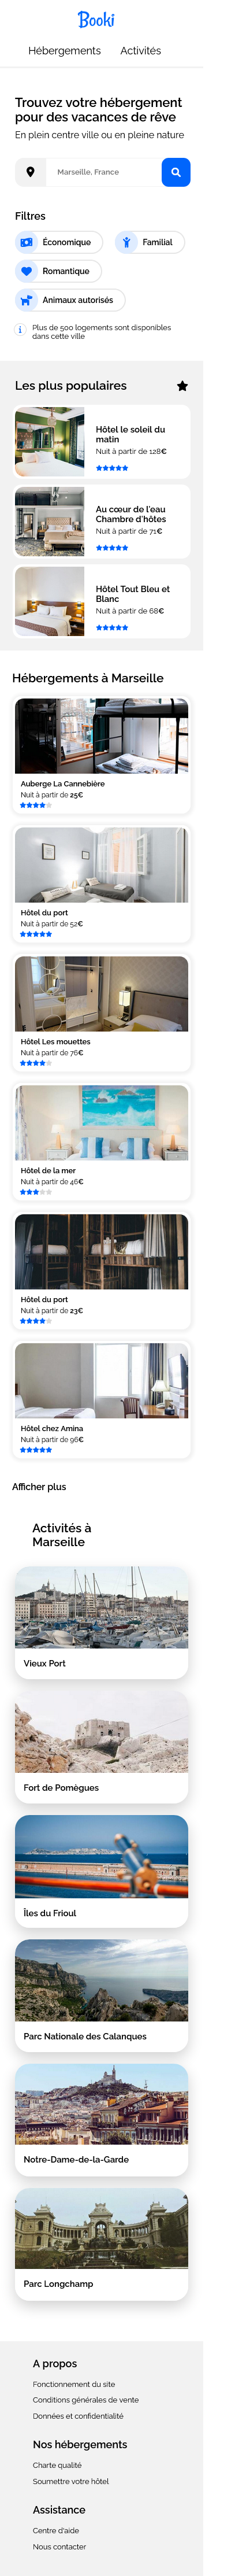 Booki
Hébergements Activités
Trouvez votre hébergement
pour des vacances de rêve
En plein centre ville ou en pleine nature
Marseille, France
Filtres
Économique Familial
Romantique
Animaux autorisés
Plus de 500 logements sont disponibles
dans cette ville
Les plus populaires
Hôtel le soleil du
matin
Nuit à partir de 128€
Au cœur de l'eau
Chambre d'hôtes
Nuit à partir de 71€
Hôtel Tout Bleu et
Blanc
Nuit à partir de 68€
Hébergements à Marseille
Auberge La Cannebière
Nuit à partir de 25€
Hôtel du port
Nuit à partir de 52€
Hôtel Les mouettes
Nuit à partir de 76€
Hôtel de la mer
Nuit à partir de 46€
Hôtel du port
Nuit à partir de 23€
Hôtel chez Amina
Nuit à partir de 96€
Afficher plus
Activités à
Marseille
Vieux Port
Fort de Pomègues
Îles du Frioul
Parc Nationale des Calanques
Notre-Dame-de-la-Garde
Parc Longchamp
A propos
Fonctionnement du site
Conditions générales de vente
Données et confidentialité
Nos hébergements
Charte qualité
Soumettre votre hôtel
Assistance
Centre d'aide
Nous contacter